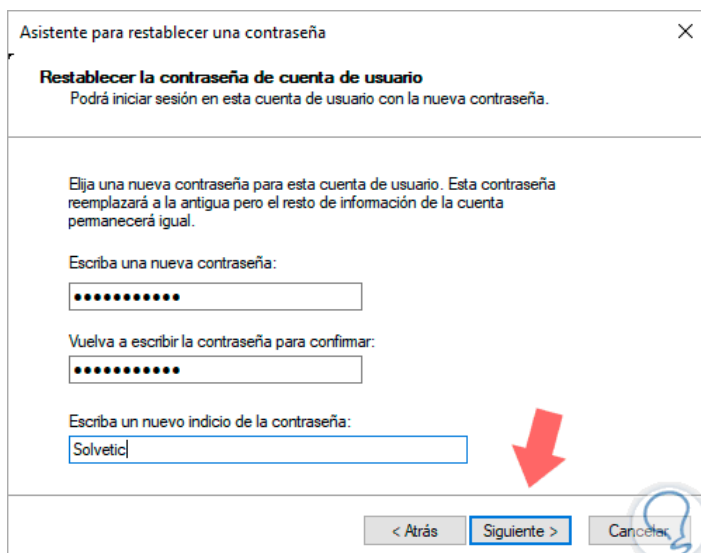 Asistente para restablecer una contraseña
Restablecer la contraseña de cuenta de usuario
Podrá iniciar sesión en esta cuenta de usuario con la nueva contraseña.
Elija una nueva contraseña para esta cuenta de usuario. Esta contraseña
reemplazará a la antigua pero el resto de información de la cuenta
permanecerá igual.
Escriba una nueva contraseña:
●●●●●●●●●●●
Vuelva a escribir la contraseña para confirmar:
●●●●●●●●●●●
Escriba un nuevo indicio de la contraseña:
Solvetic
< Atrás Siguiente > Cancelar